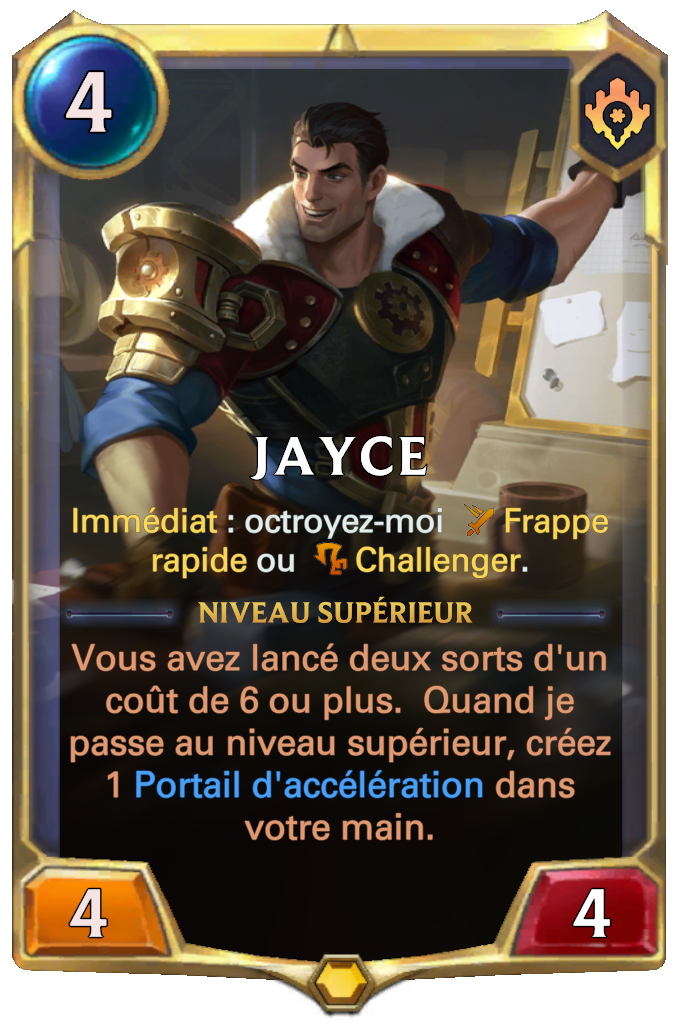 4
JAYCE
Immédiat : octroyez-moi Frappe
rapide ou Challenger.
NIVEAU SUPÉRIEUR
Vous avez lancé deux sorts d'un
coût de 6 ou plus. Quand je
passe au niveau supérieur, créez
1 Portail d'accélération dans
votre main.
4
4